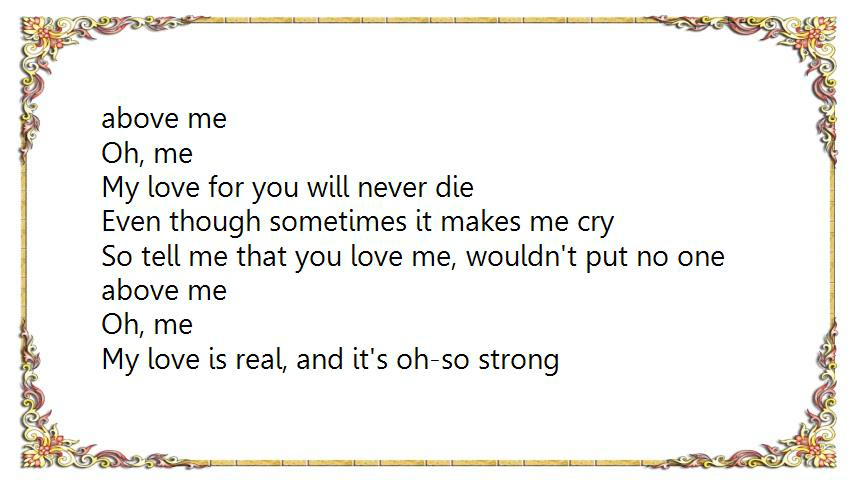 above me
Oh, me
My love for you will never die
Even though sometimes it makes me cry
So tell me that you love me, wouldn't put no one
above me
Oh, me
My love is real, and it's oh-so strong